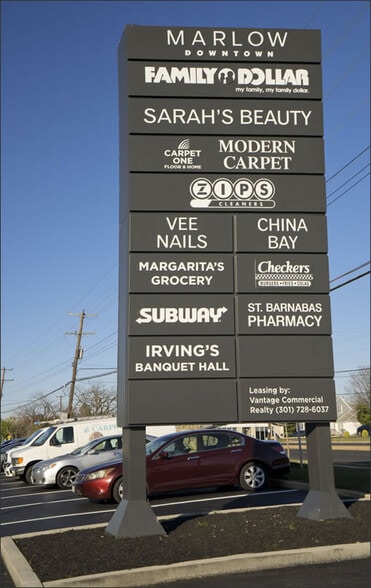 MARLOW
DOWNTOWN
FAMILY DOLLAR
my family, my family dollar.
SARAH'S BEAUTY
CARPET
ONE
FLOOR & HOME
MODERN
CARPET
ZIPS
CLEANERS
VEE
NAILS
CHINA
BAY
MARGARITA'S
GROCERY
Checkers
BURGERS • FRIES • COLAS
SUBWAY
ST. BARNABAS
PHARMACY
IRVING'S
BANQUET HALL
Leasing by:
Vantage Commercial
Realty (301) 728-6037